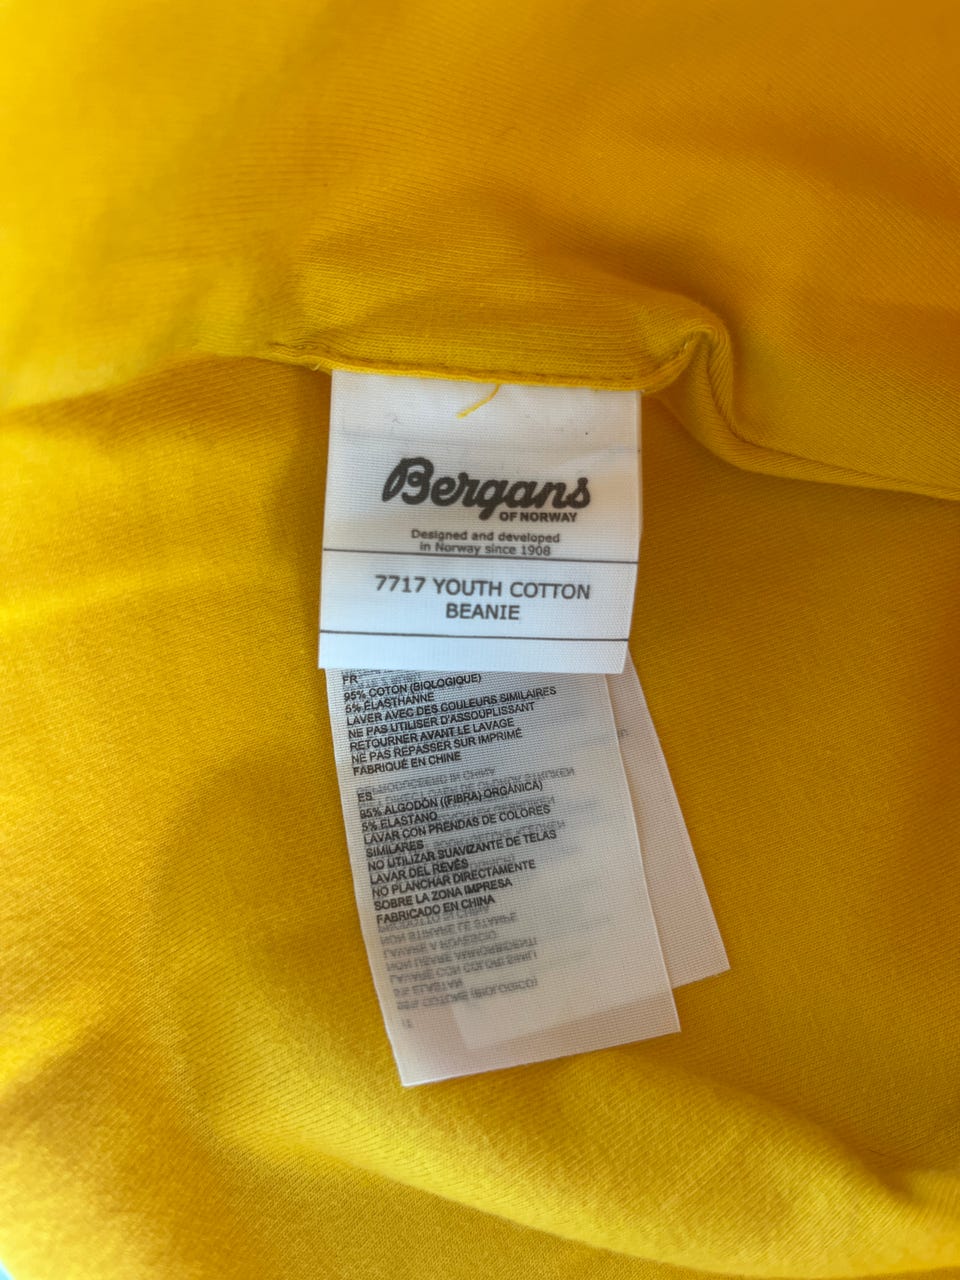 Bergans
OF NORWAY
Designed and developed
in Norway since 1908
7717 YOUTH COTTON
BEANIE
FR
95% COTON (BIOLOGIQUE)
5% ÉLASTHANNE
LAVER AVEC DES COULEURS SIMILAIRES
NE PAS UTILISER D'ASSOUPLISSANT
RETOURNER AVANT LE LAVAGE
NE PAS REPASSER SUR IMPRIMÉ
FABRIQUÉ EN CHINE
ES
95% ALGODÓN ((FIBRA) ORGÁNICA)
5% ELASTANO
LAVAR CON PRENDAS DE COLORES
SIMILARES
NO UTILIZAR SUAVIZANTE DE TELAS
LAVAR DEL REVÉS
NO PLANCHAR DIRECTAMENTE
SOBRE LA ZONA IMPRESA
FABRICADO EN CHINA